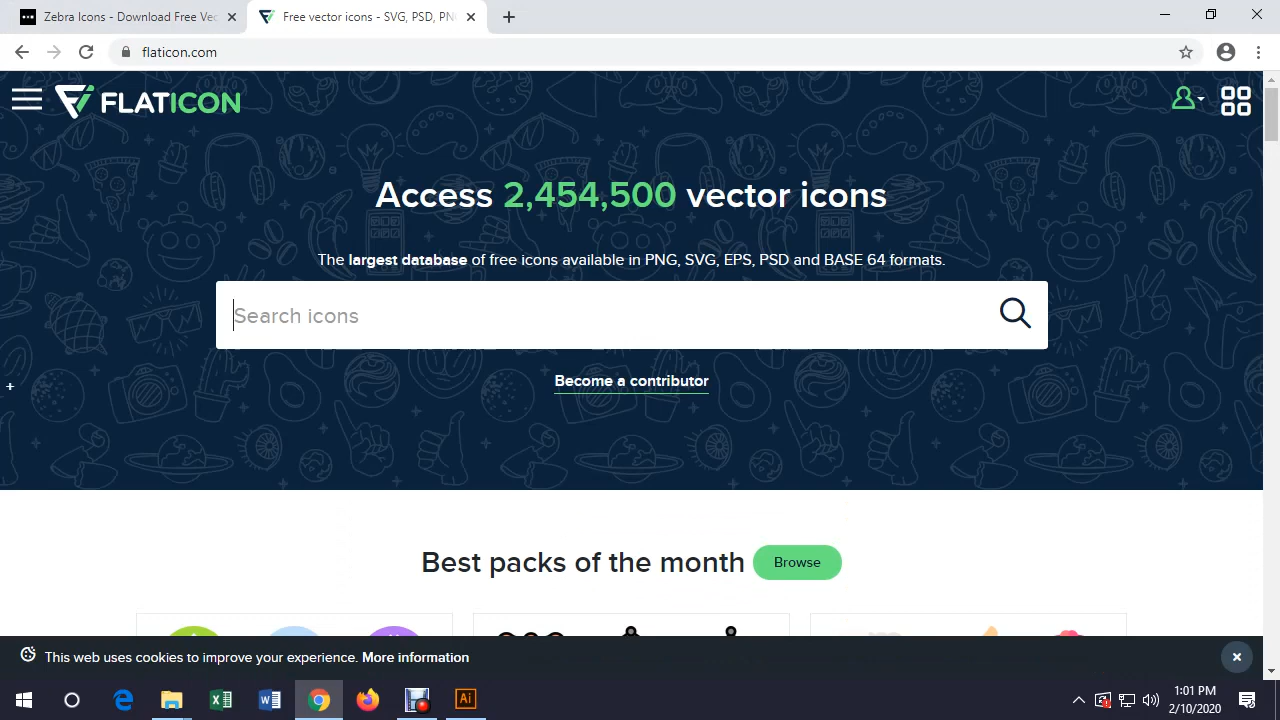 Zebra Icons - Download Free Vec
Free vector icons - SVG, PSD, PN
flaticon.com
FLATICON
Access 2,454,500 vector icons
The largest database of free icons available in PNG, SVG, EPS, PSD and BASE 64 formats.
Search icons
Become a contributor
Best packs of the month
Browse
This web uses cookies to improve your experience. More information
Ai
1:01 PM
2/10/2020